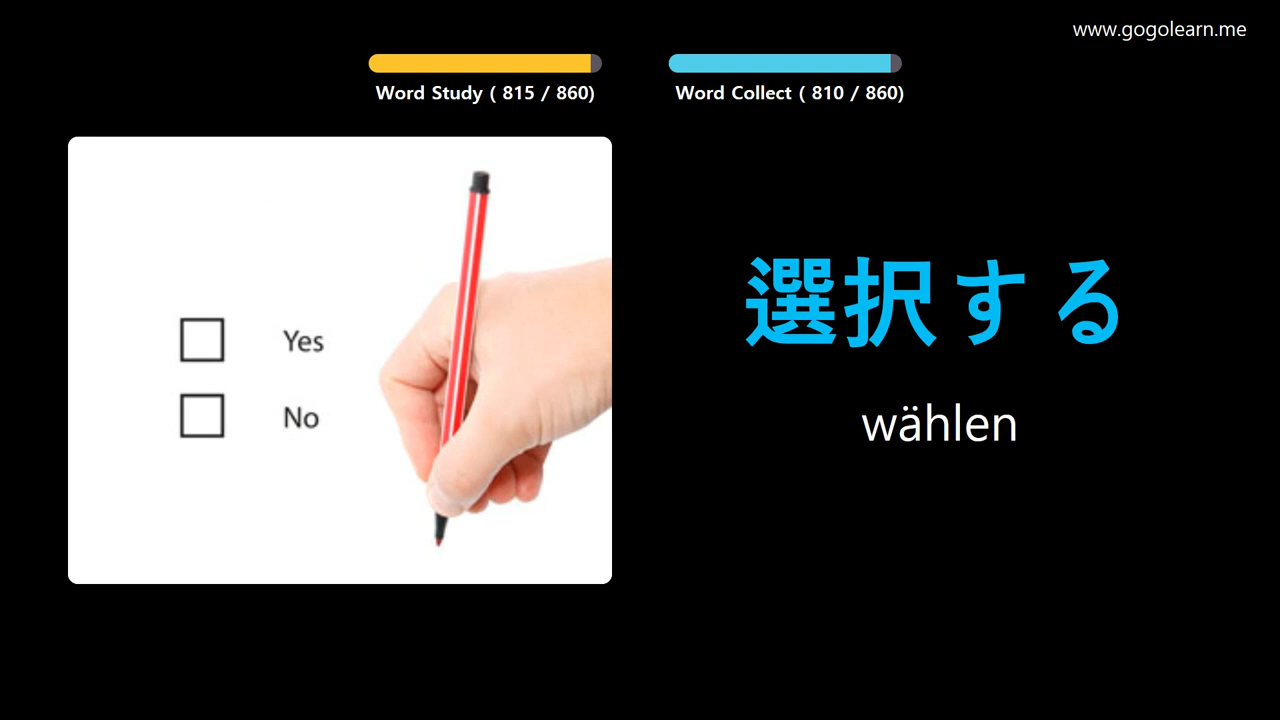 www.gogolearn.me
Word Study ( 815 / 860)
Word Collect ( 810 / 860)
Yes
No
選択する
wählen